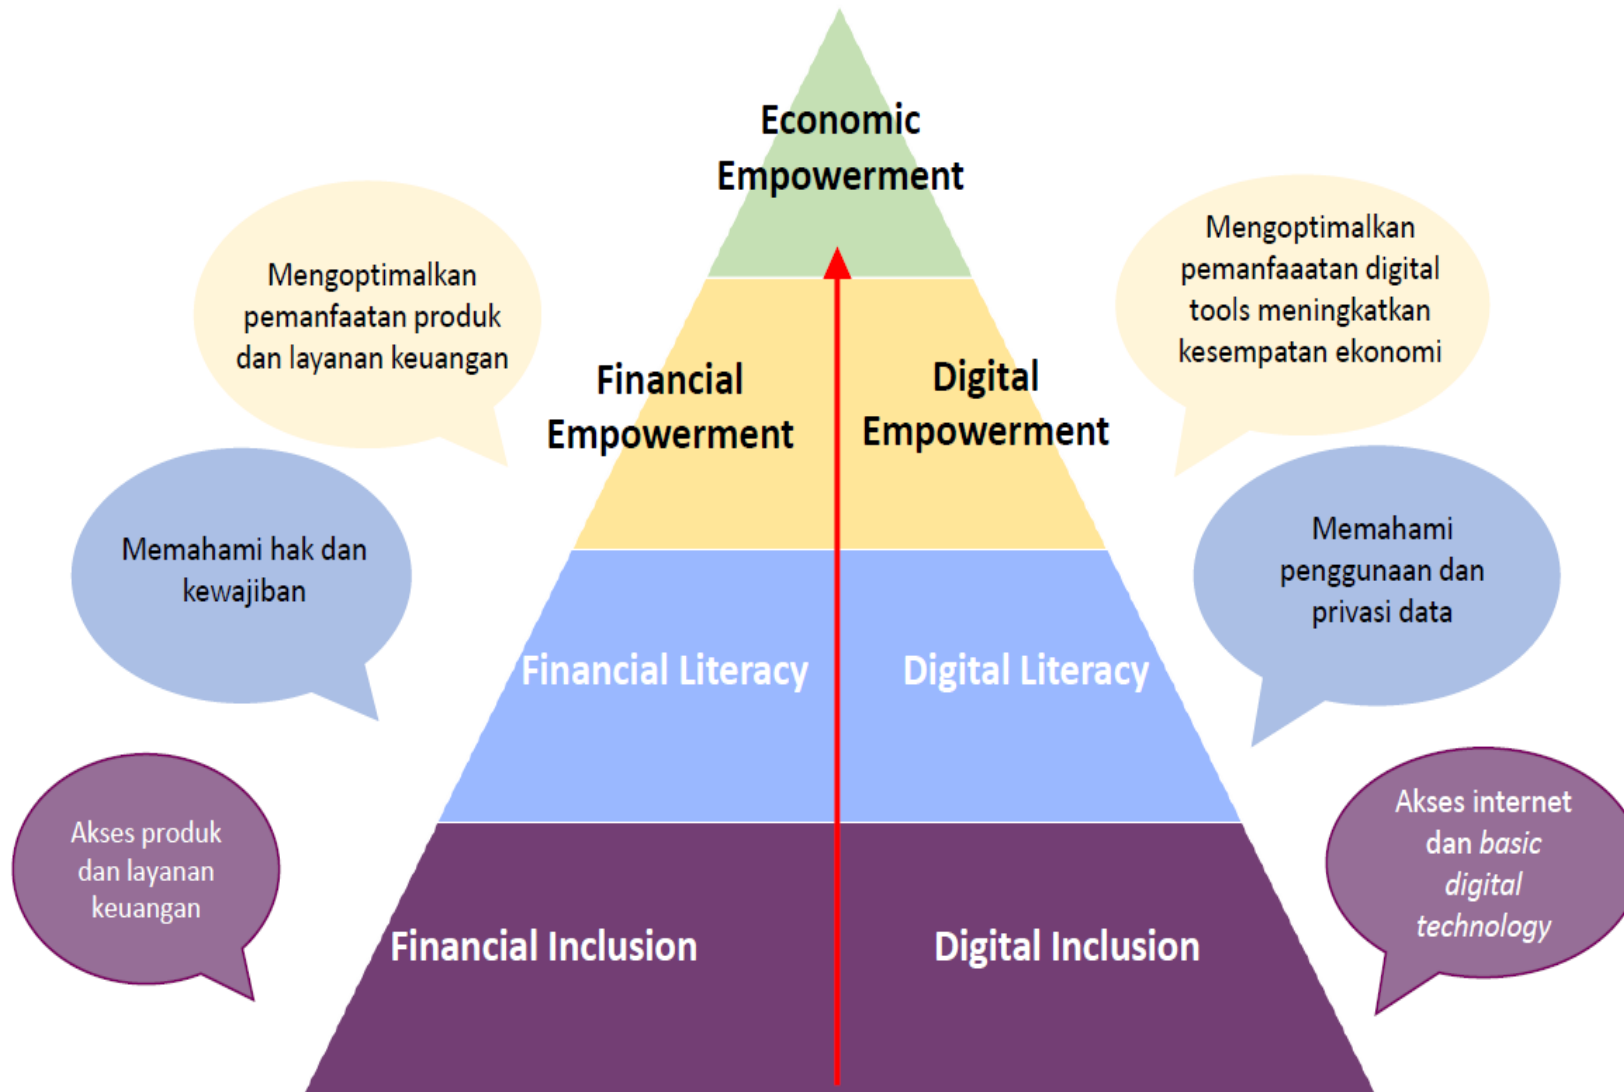 Economic
Empowerment
Mengoptimalkan
pemanfaatan produk
dan layanan keuangan
Mengoptimalkan
pemanfaaatan digital
tools meningkatkan
kesempatan ekonomi
Financial
Empowerment
Digital
Empowerment
Memahami hak dan
kewajiban
Memahami
penggunaan dan
privasi data
Financial Literacy
Digital Literacy
Akses produk
dan layanan
keuangan
Akses internet
dan basic
digital
technology
Financial Inclusion
Digital Inclusion